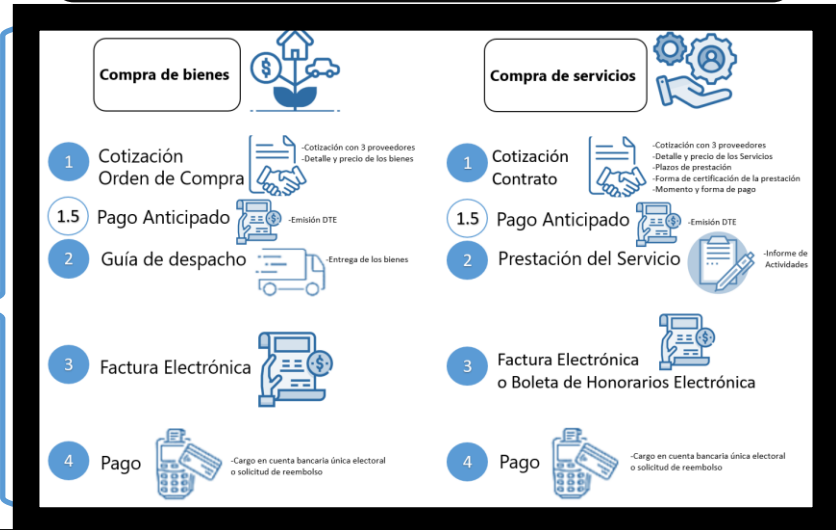 Compra de bienes
1
Cotización
Orden de Compra
-Cotización con 3 proveedores
-Detalle y precio de los bienes
1.5
Pago Anticipado
-Emisión DTE
2
Guía de despacho
-Entrega de los bienes
3
Factura Electrónica
4
Pago
-Cargo en cuenta bancaria única electoral
o solicitud de reembolso
Compra de servicios
1
Cotización
Contrato
-Cotización con 3 proveedores
-Detalle y precio de los Servicios
-Plazos de prestación
-Forma de certificación de la prestación
-Momento y forma de pago
1.5
Pago Anticipado
-Emisión DTE
2
Prestación del Servicio
-Informe de
Actividades
3
Factura Electrónica
o Boleta de Honorarios Electrónica
4
Pago
-Cargo en cuenta bancaria única electoral
o solicitud de reembolso